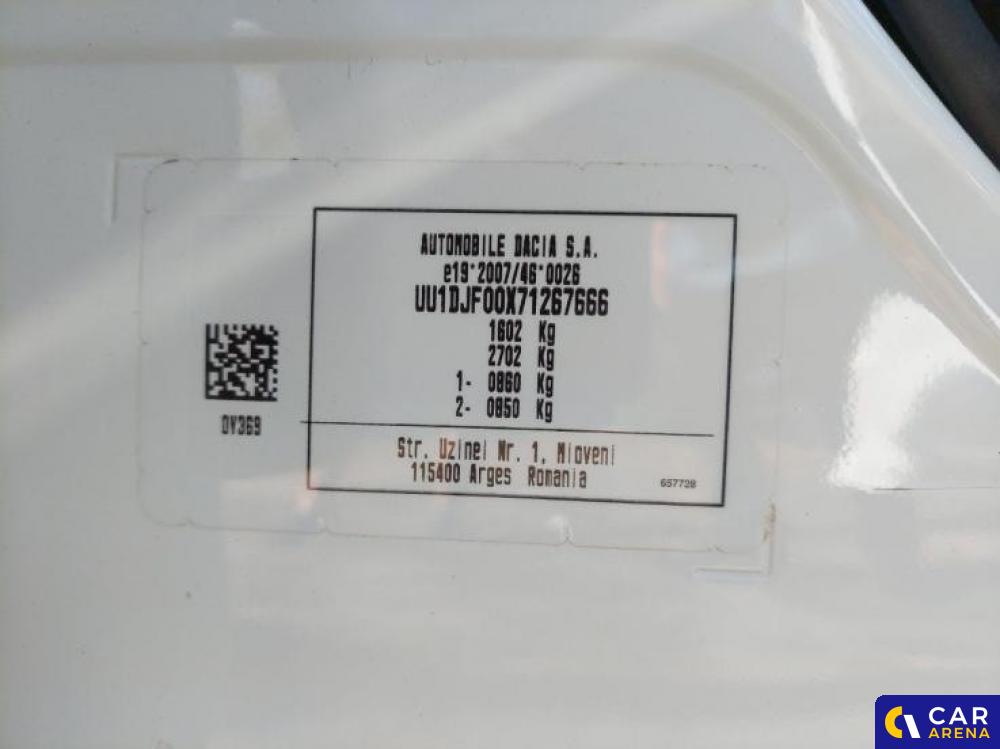 AUTOMOBILE DACIA S.A.
e19*2007/46*0026
UU1DJF00X71267666
1602 Kg
2702 Kg
1- 0860 Kg
2- 0850 Kg
0V369
Str. Uzinei Nr. 1, Mioveni
115400 Arges Romania
657728
CAR
ARENA